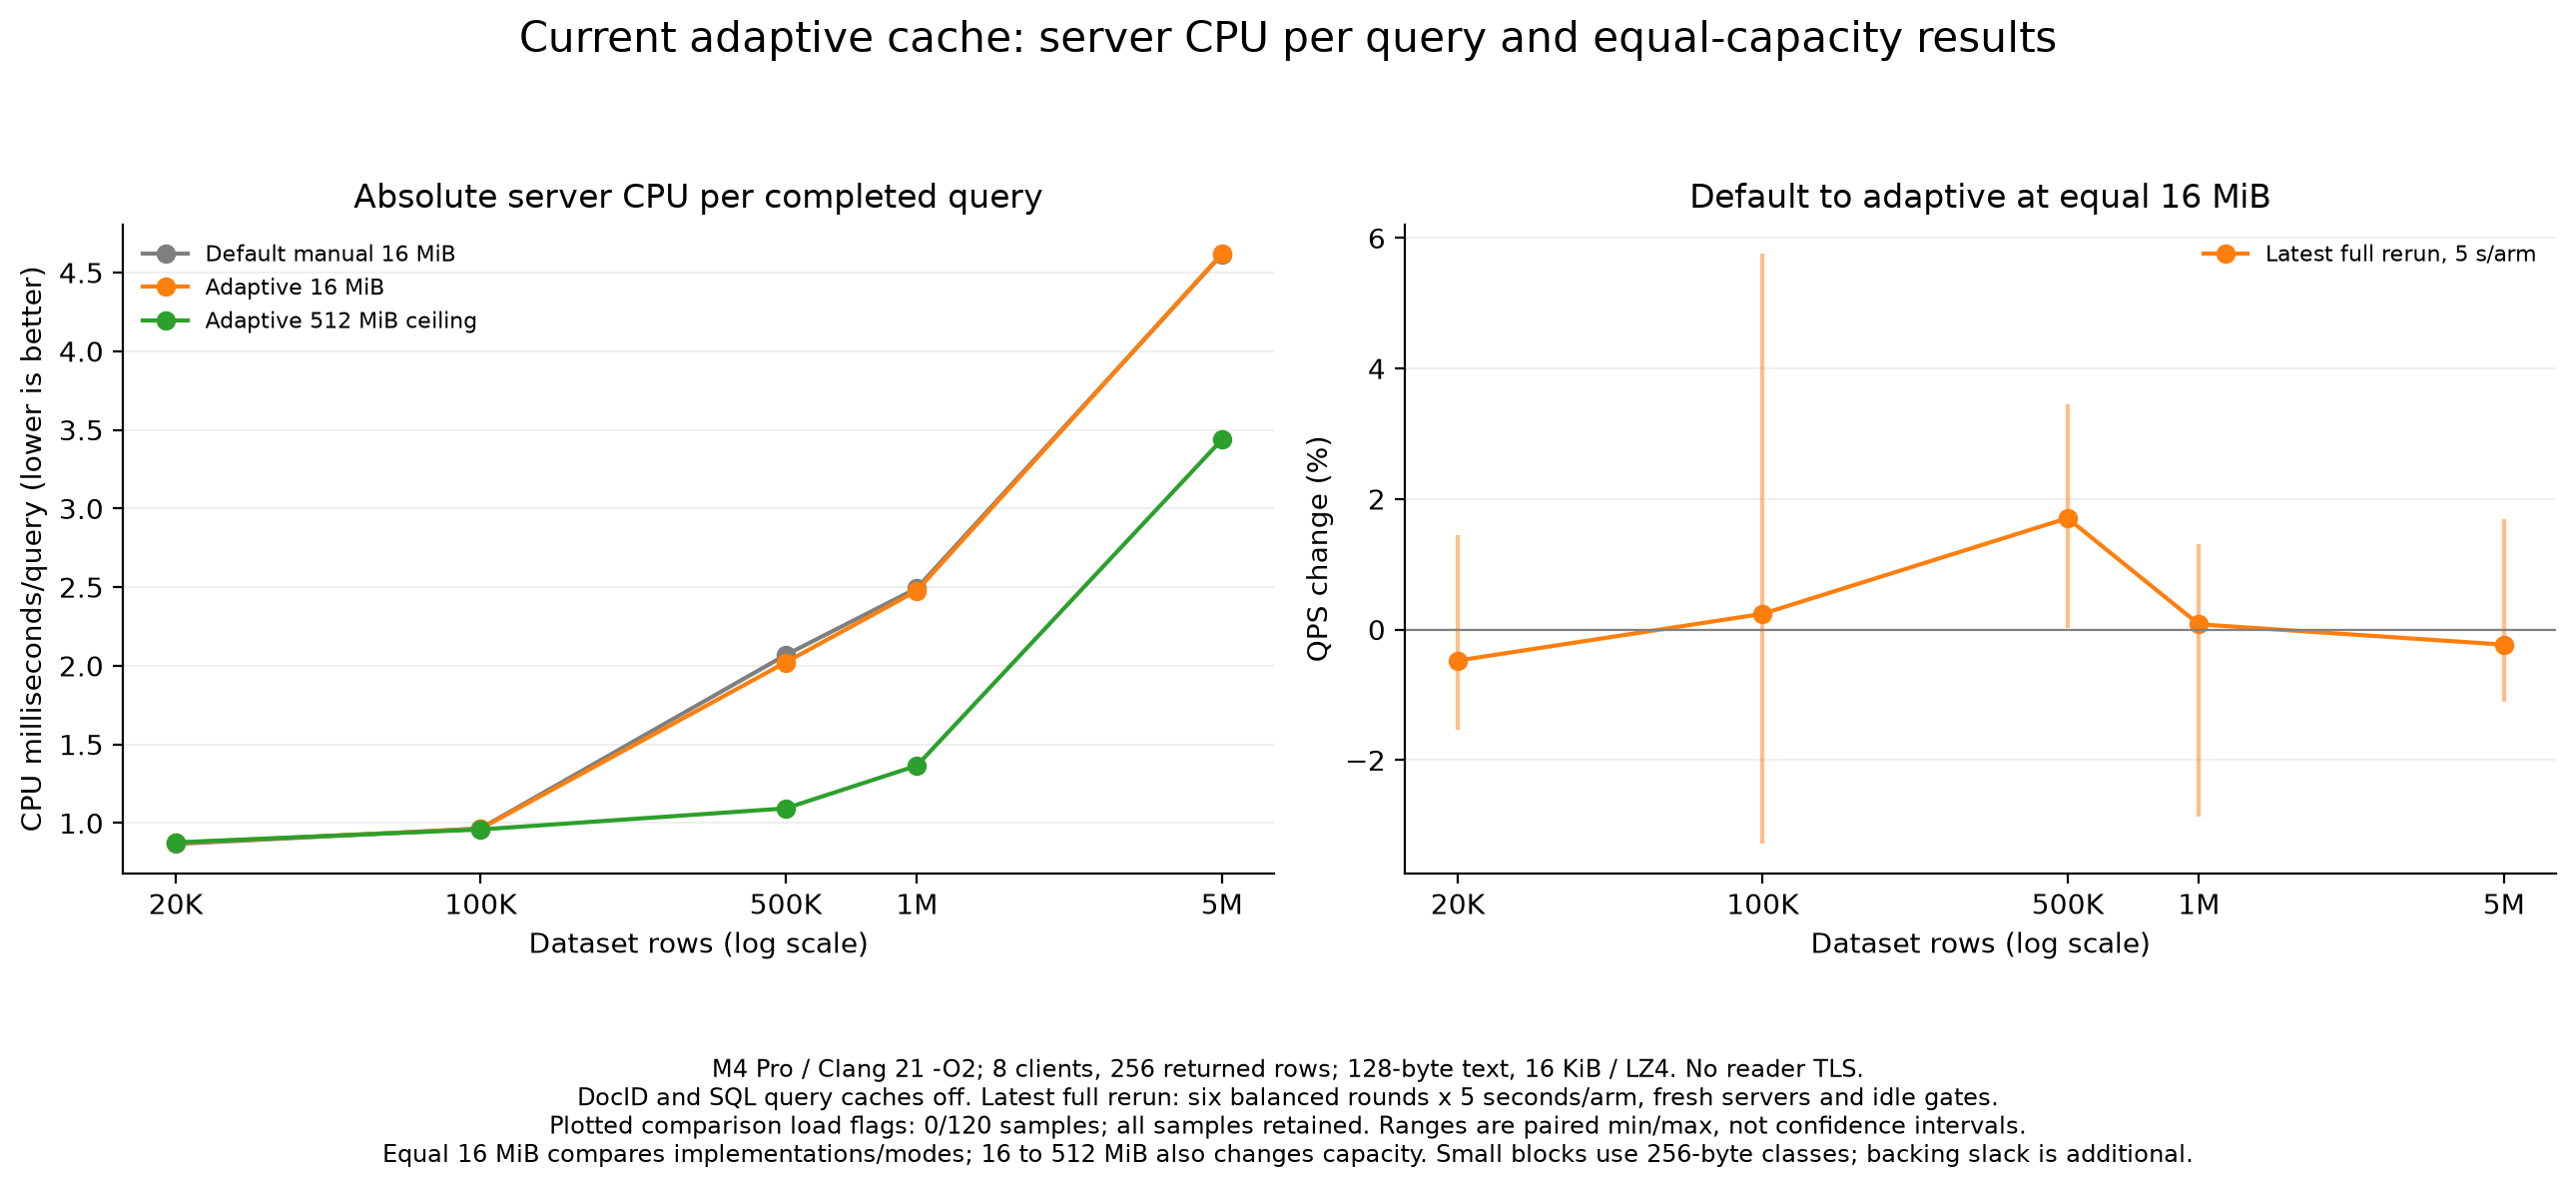 Current adaptive cache: server CPU per query and equal-capacity results
Absolute server CPU per completed query
CPU milliseconds/query (lower is better)
4.5
4.0
3.5
3.0
2.5
2.0
1.5
1.0
Default manual 16 MiB
Adaptive 16 MiB
Adaptive 512 MiB ceiling
20K
100K
500K
1M
5M
Dataset rows (log scale)
Default to adaptive at equal 16 MiB
QPS change (%)
6
4
2
0
−2
Latest full rerun, 5 s/arm
20K
100K
500K
1M
5M
Dataset rows (log scale)
M4 Pro / Clang 21 -O2; 8 clients, 256 returned rows; 128-byte text, 16 KiB / LZ4. No reader TLS.
DocID and SQL query caches off. Latest full rerun: six balanced rounds x 5 seconds/arm, fresh servers and idle gates.
Plotted comparison load flags: 0/120 samples; all samples retained. Ranges are paired min/max, not confidence intervals.
Equal 16 MiB compares implementations/modes; 16 to 512 MiB also changes capacity. Small blocks use 256-byte classes; backing slack is additional.